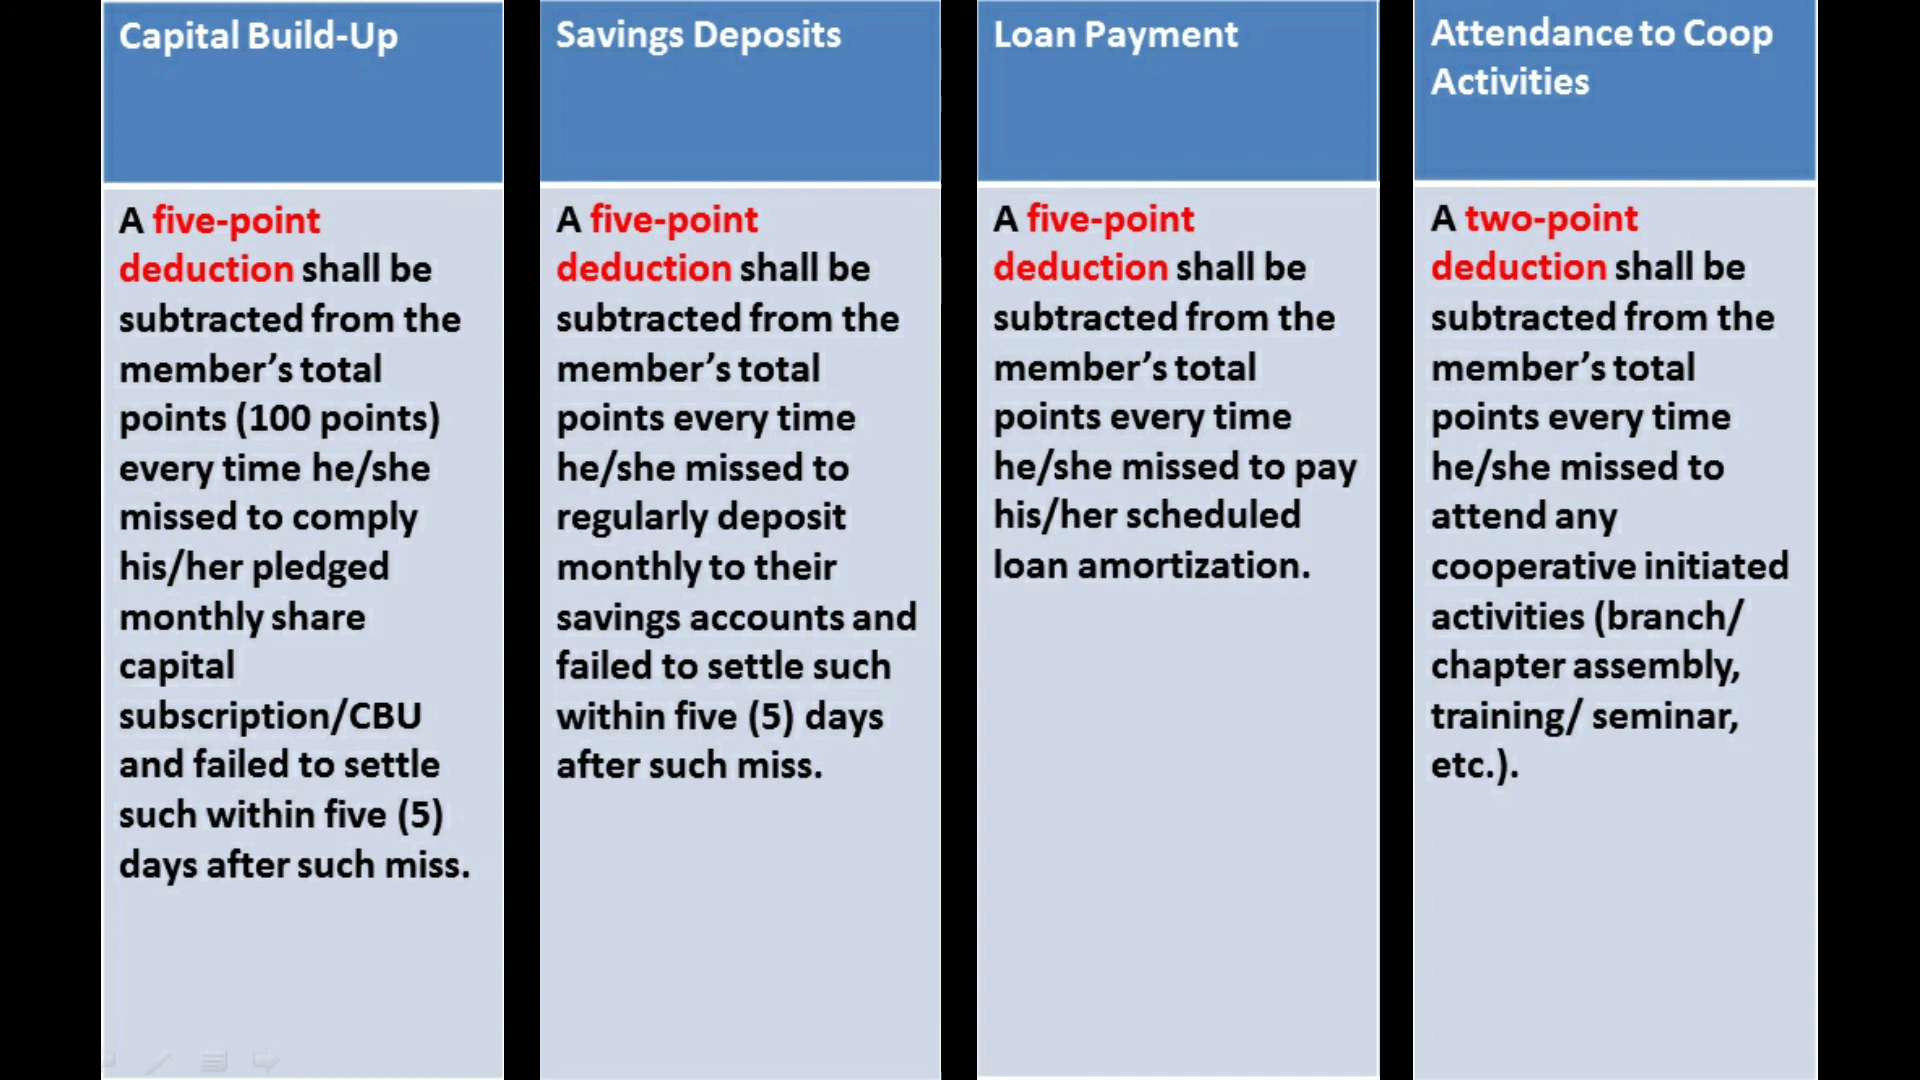 Capital Build-Up
A five-point
deduction shall be
subtracted from the
member’s total
points (100 points)
every time he/she
missed to comply
his/her pledged
monthly share
capital
subscription/CBU
and failed to settle
such within five (5)
days after such miss.
Savings Deposits
A five-point
deduction shall be
subtracted from the
member’s total
points every time
he/she missed to
regularly deposit
monthly to their
savings accounts and
failed to settle such
within five (5) days
after such miss.
Loan Payment
A five-point
deduction shall be
subtracted from the
member’s total
points every time
he/she missed to pay
his/her scheduled
loan amortization.
Attendance to Coop
Activities
A two-point
deduction shall be
subtracted from the
member’s total
points every time
he/she missed to
attend any
cooperative initiated
activities (branch/
chapter assembly,
training/ seminar,
etc.).